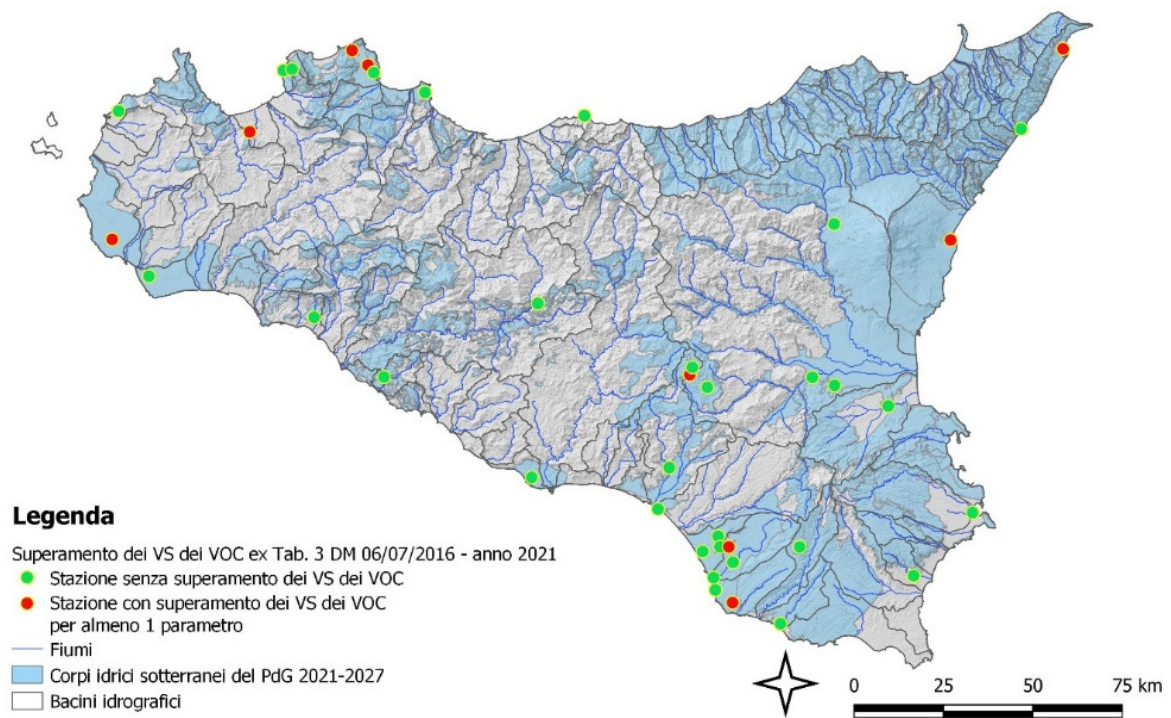 Legenda
Superamento dei VS dei VOC ex Tab. 3 DM 06/07/2016 - anno 2021
Stazione senza superamento dei VS dei VOC
Stazione con superamento dei VS dei VOC
per almeno 1 parametro
Fiumi
Corpi idrici sotterranei del PdG 2021-2027
Bacini idrografici
0 25 50 75 km